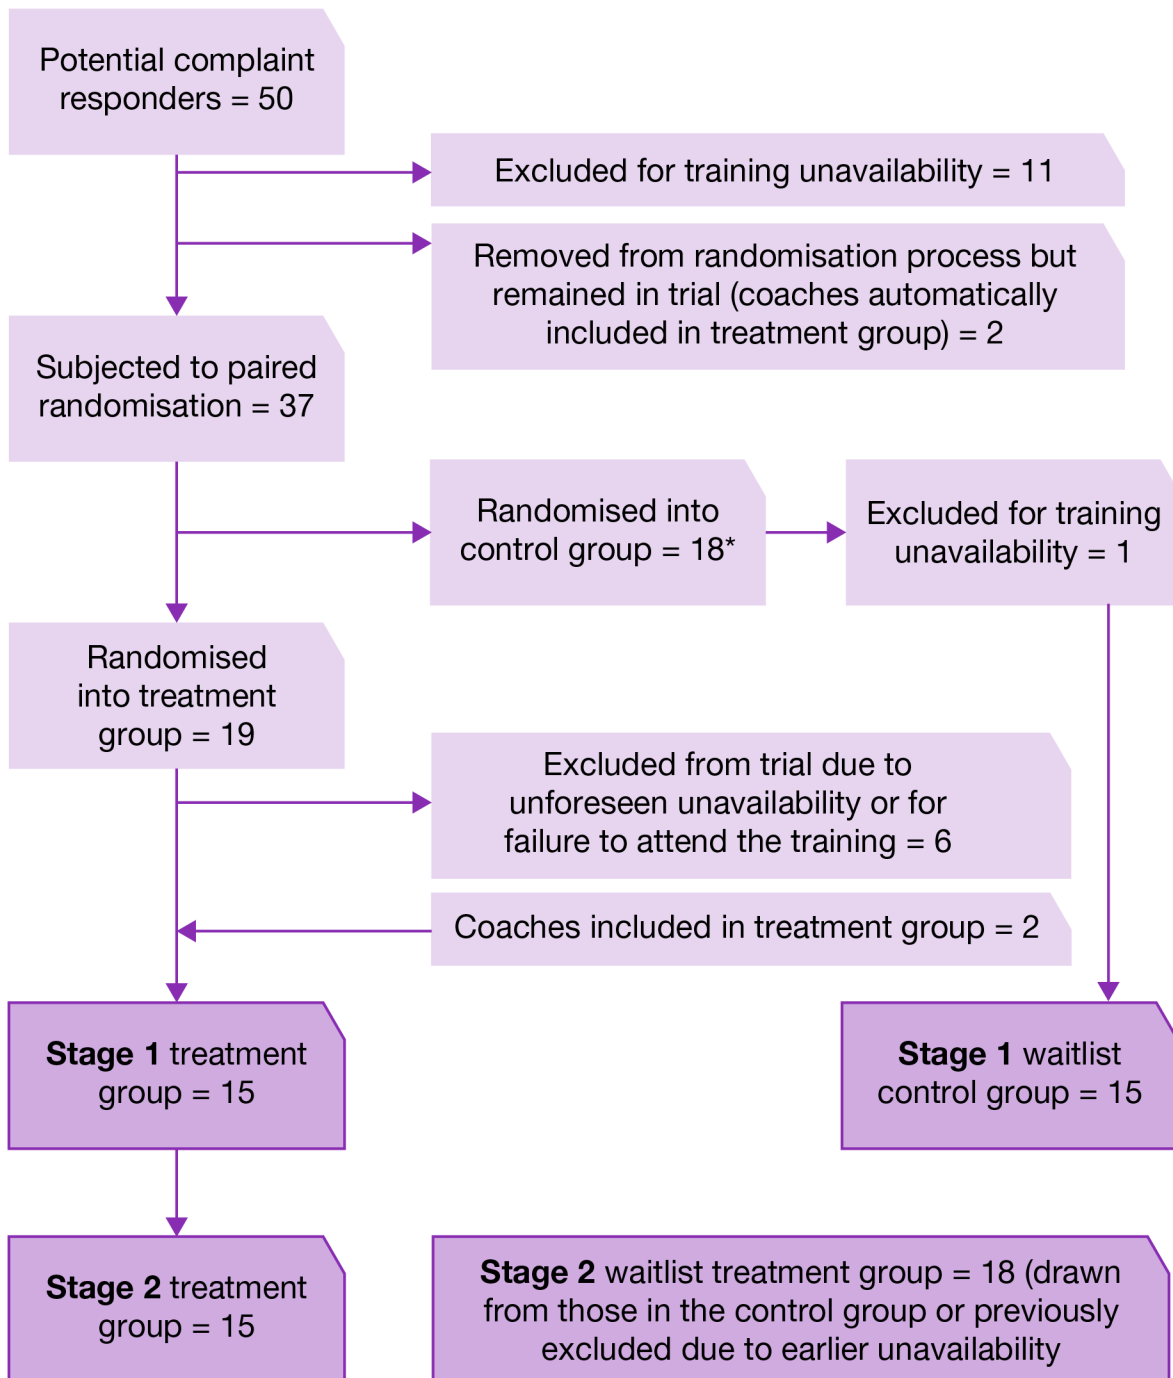 Potential complaint
responders = 50
Excluded for training unavailability = 11
Removed from randomisation process but
remained in trial (coaches automatically
included in treatment group) = 2
Subjected to paired
randomisation = 37
Randomised into
control group = 18*
Excluded for training
unavailability = 1
Randomised
into treatment
group = 19
Excluded from trial due to
unforeseen unavailability or for
failure to attend the training = 6
Coaches included in treatment group = 2
Stage 1 treatment
group = 15
Stage 1 waitlist
control group = 15
Stage 2 treatment
group = 15
Stage 2 waitlist treatment group = 18 (drawn
from those in the control group or previously
excluded due to earlier unavailability